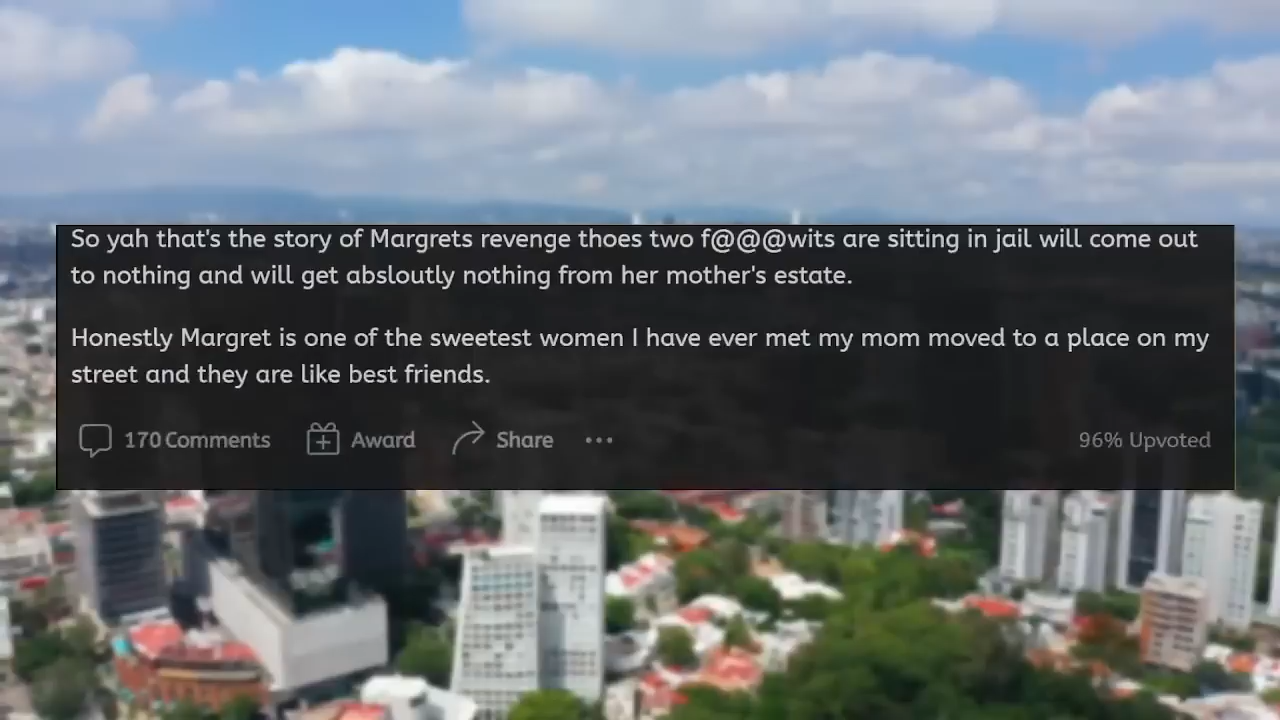 So yah that's the story of Margrets revenge thoes two f@@@wits are sitting in jail will come out
to nothing and will get absloutly nothing from her mother's estate.
Honestly Margret is one of the sweetest women I have ever met my mom moved to a place on my
street and they are like best friends.
170 Comments Award Share ••• 96% Upvoted